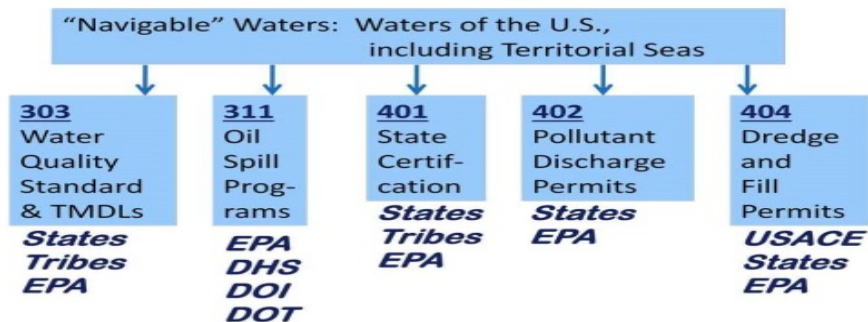 “Navigable” Waters:  Waters of the U.S.,
including Territorial Seas
303
Water
Quality
Standard
& TMDLs
States
Tribes
EPA
311
Oil
Spill
Prog-
rams
EPA
DHS
DOI
DOT
401
State
Certif-
cation
States
Tribes
EPA
402
Pollutant
Discharge
Permits
States
EPA
404
Dredge
and
Fill
Permits
USACE
States
EPA